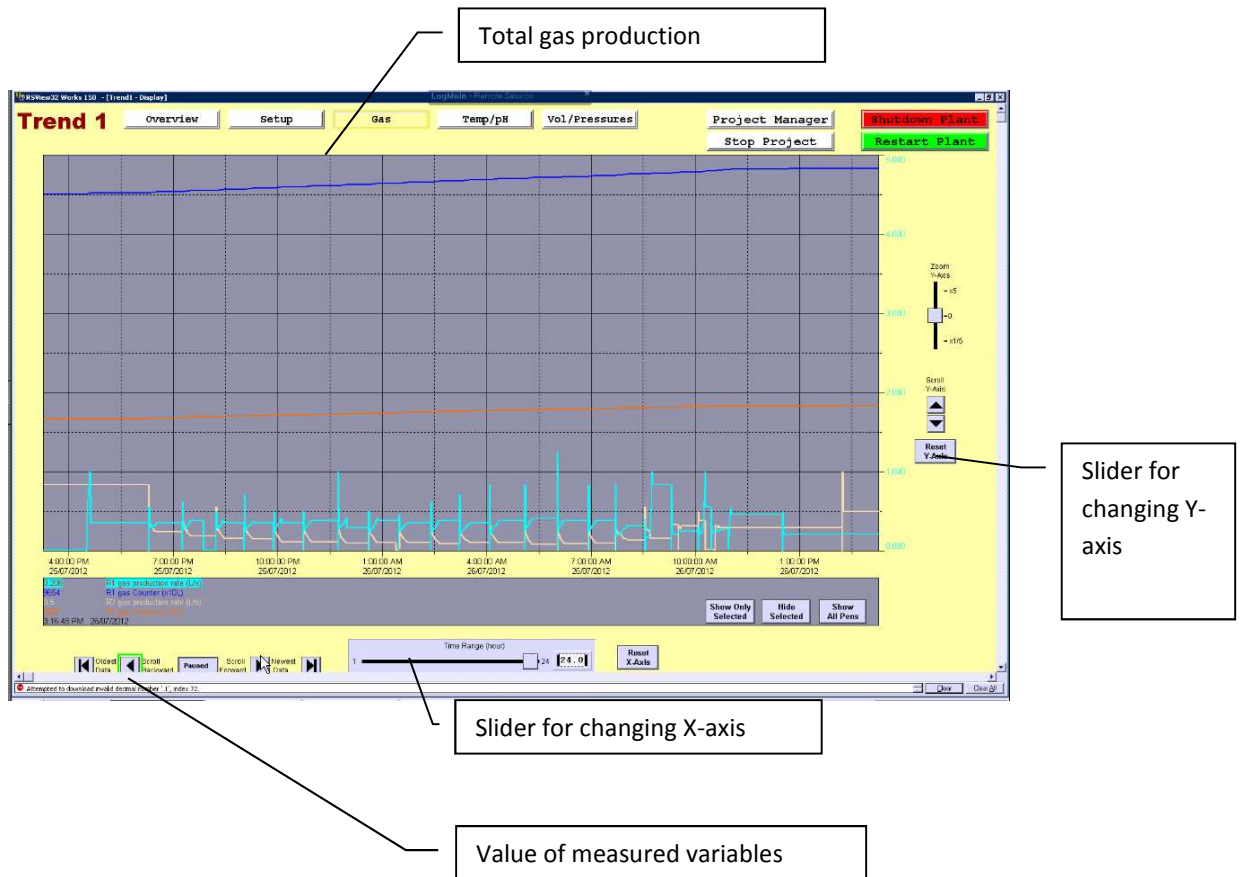 Total gas production
RSView32 Works 150 - [Trend1 - Display]
LogMeIn - Remote Session
Trend 1 Overview Setup Gas Temp/pH Vol/Pressures Project Manager Shutdown Plant
Stop Project Restart Plant
5.000
4.000
Zoom
Y-Axis
x5
0
3.000
x1/5
Scroll
Y-Axis
2.000
Reset
Y-Axis
1.000
Slider for
changing Y-
axis
0.000
4:00:00 PM 7:00:00 PM 10:00:00 PM 1:00:00 AM 4:00:00 AM 7:00:00 AM 10:00:00 AM 1:00:00 PM
25/07/2012 25/07/2012 26/07/2012 26/07/2012 26/07/2012 26/07/2012
R1 gas production rate (L/s)
9654 R1 gas Counter (x10L)
0.5 R2 gas production rate (L/s)
3:16:48 PM 26/07/2012
Show Only
Selected
Hide
Selected
Show
All Pens
Time Range (hour)
Oldest
Data
Scroll
Backward
Paused
Scroll
Forward
Newest
Data
1 24 24.0
Reset
X-Axis
Attempted to download invalid decimal number '.1', index 72. Clear Clear All
Slider for changing X-axis
Value of measured variables